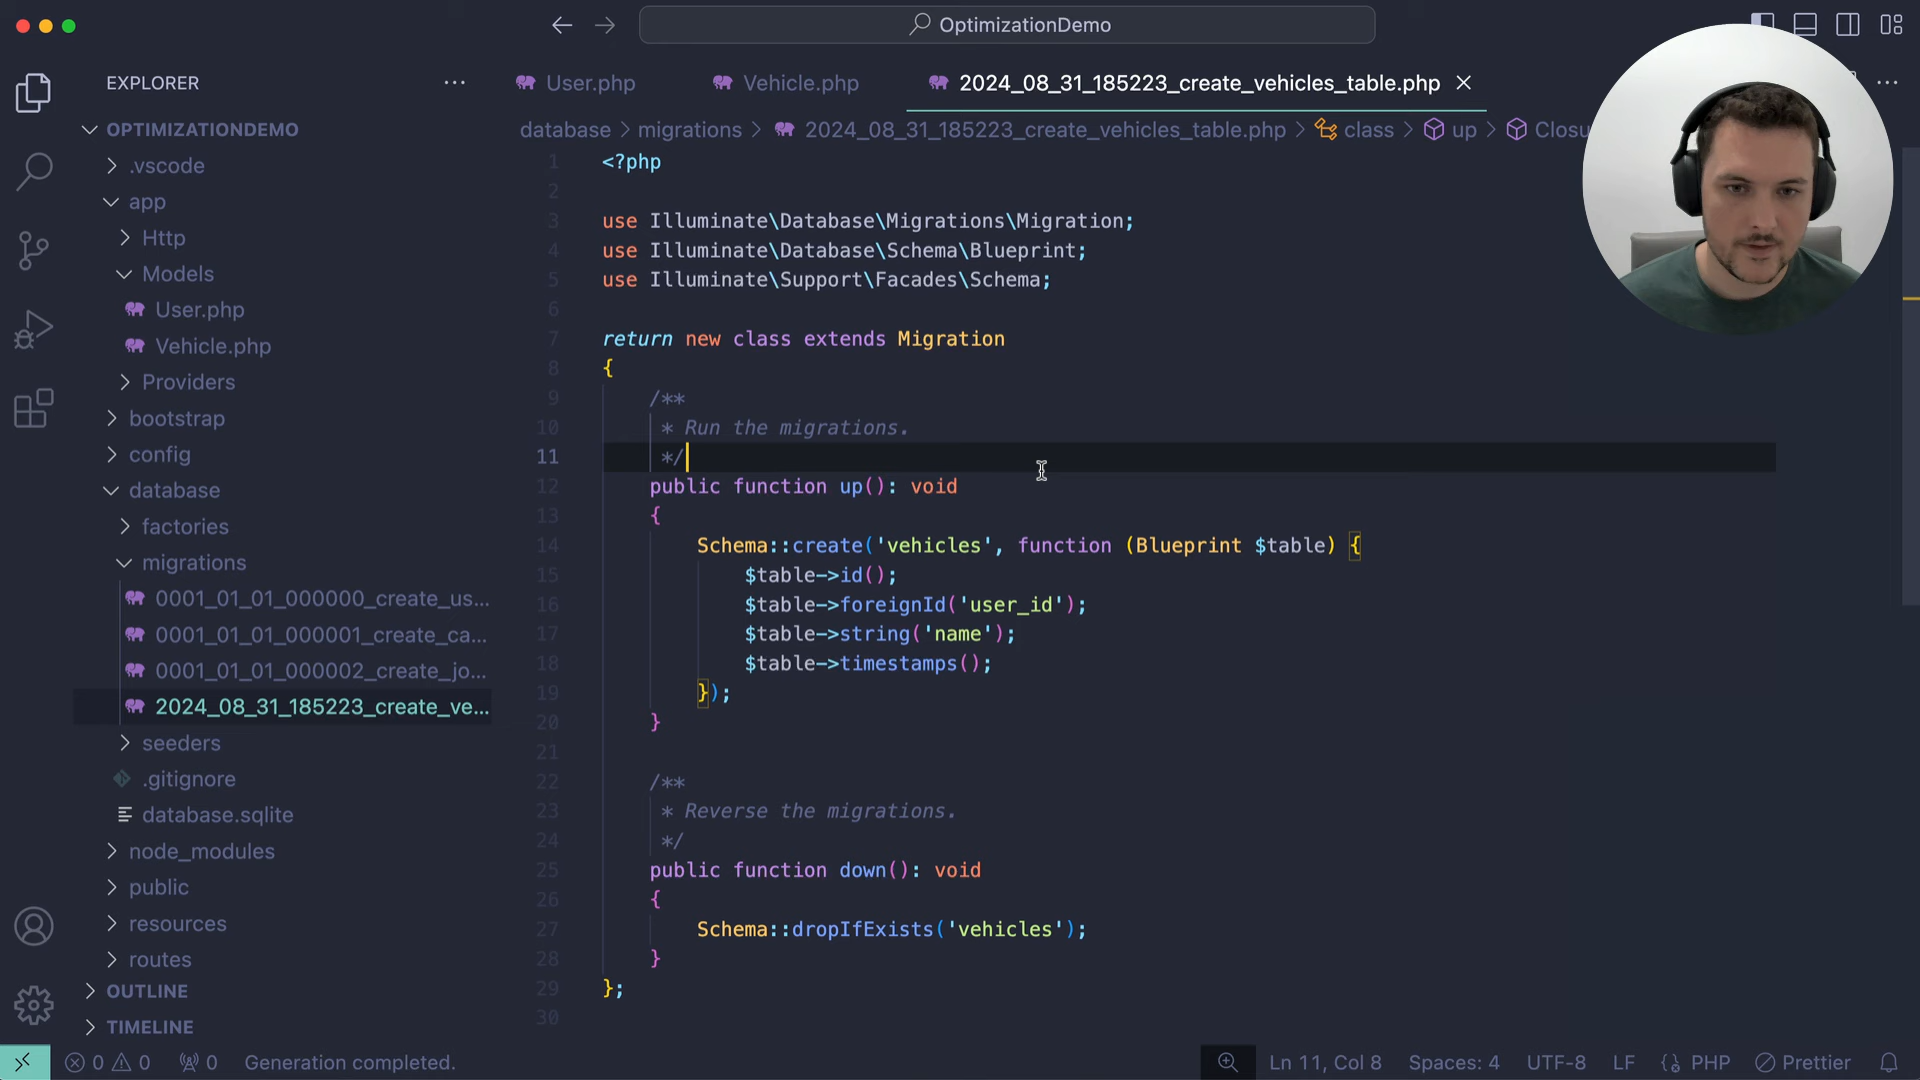 OptimizationDemo
EXPLORER
User.php
Vehicle.php
2024_08_31_185223_create_vehicles_table.php
OPTIMIZATIONDEMO
.vscode
app
Http
Models
User.php
Vehicle.php
Providers
bootstrap
config
database
factories
migrations
0001_01_01_000000_create_us...
0001_01_01_000001_create_ca...
0001_01_01_000002_create_jo...
2024_08_31_185223_create_ve...
seeders
.gitignore
database.sqlite
node_modules
public
resources
routes
OUTLINE
TIMELINE
database > migrations > 2024_08_31_185223_create_vehicles_table.php > class > up > Closu
1 <?php
2
3 use Illuminate\Database\Migrations\Migration;
4 use Illuminate\Database\Schema\Blueprint;
5 use Illuminate\Support\Facades\Schema;
6
7 return new class extends Migration
8 {
9 /**
10 * Run the migrations.
11 */
12 public function up(): void
13 {
14 Schema::create('vehicles', function (Blueprint $table) {
15 $table->id();
16 $table->foreignId('user_id');
17 $table->string('name');
18 $table->timestamps();
19 });
20 }
21
22 /**
23 * Reverse the migrations.
24 */
25 public function down(): void
26 {
27 Schema::dropIfExists('vehicles');
28 }
29 };
30
0 0 0 Generation completed. Ln 11, Col 8 Spaces: 4 UTF-8 LF {} PHP Prettier